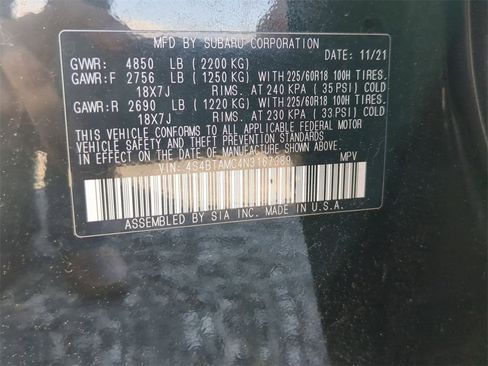 MFD BY SUBARU CORPORATION
GVWR: 4850 LB (2200 KG) DATE: 11/21
GAWR:F 2756 LB (1250 KG) WITH 225/60R18 100H TIRES.
18X7J RIMS. AT 240 KPA (35 PSI) COLD
GAWR:R 2690 LB (1220 KG) WITH 225/60R18 100H TIRES.
18X7J RIMS. AT 230 KPA (33 PSI) COLD
THIS VEHICLE CONFORMS TO ALL APPLICABLE FEDERAL MOTOR
VEHICLE SAFETY AND THEFT PREVENTION STANDARDS
IN EFFECT ON THE DATE OF MANUFACTURE SHOWN ABOVE.
VIN: MPV
ASSEMBLED BY SIA INC. MADE IN U.S.A.